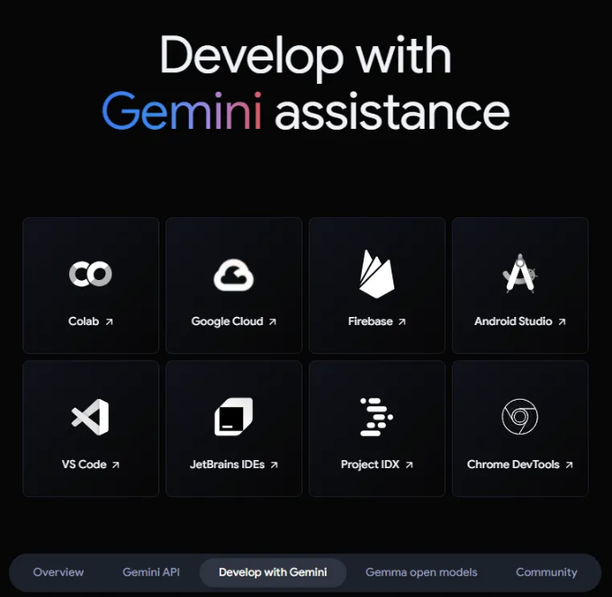 Develop with
Gemini assistance
Colab ↗
Google Cloud ↗
Firebase ↗
Android Studio ↗
VS Code ↗
JetBrains IDEs ↗
Project IDX ↗
Chrome DevTools ↗
Overview
Gemini API
Develop with Gemini
Gemma open models
Community